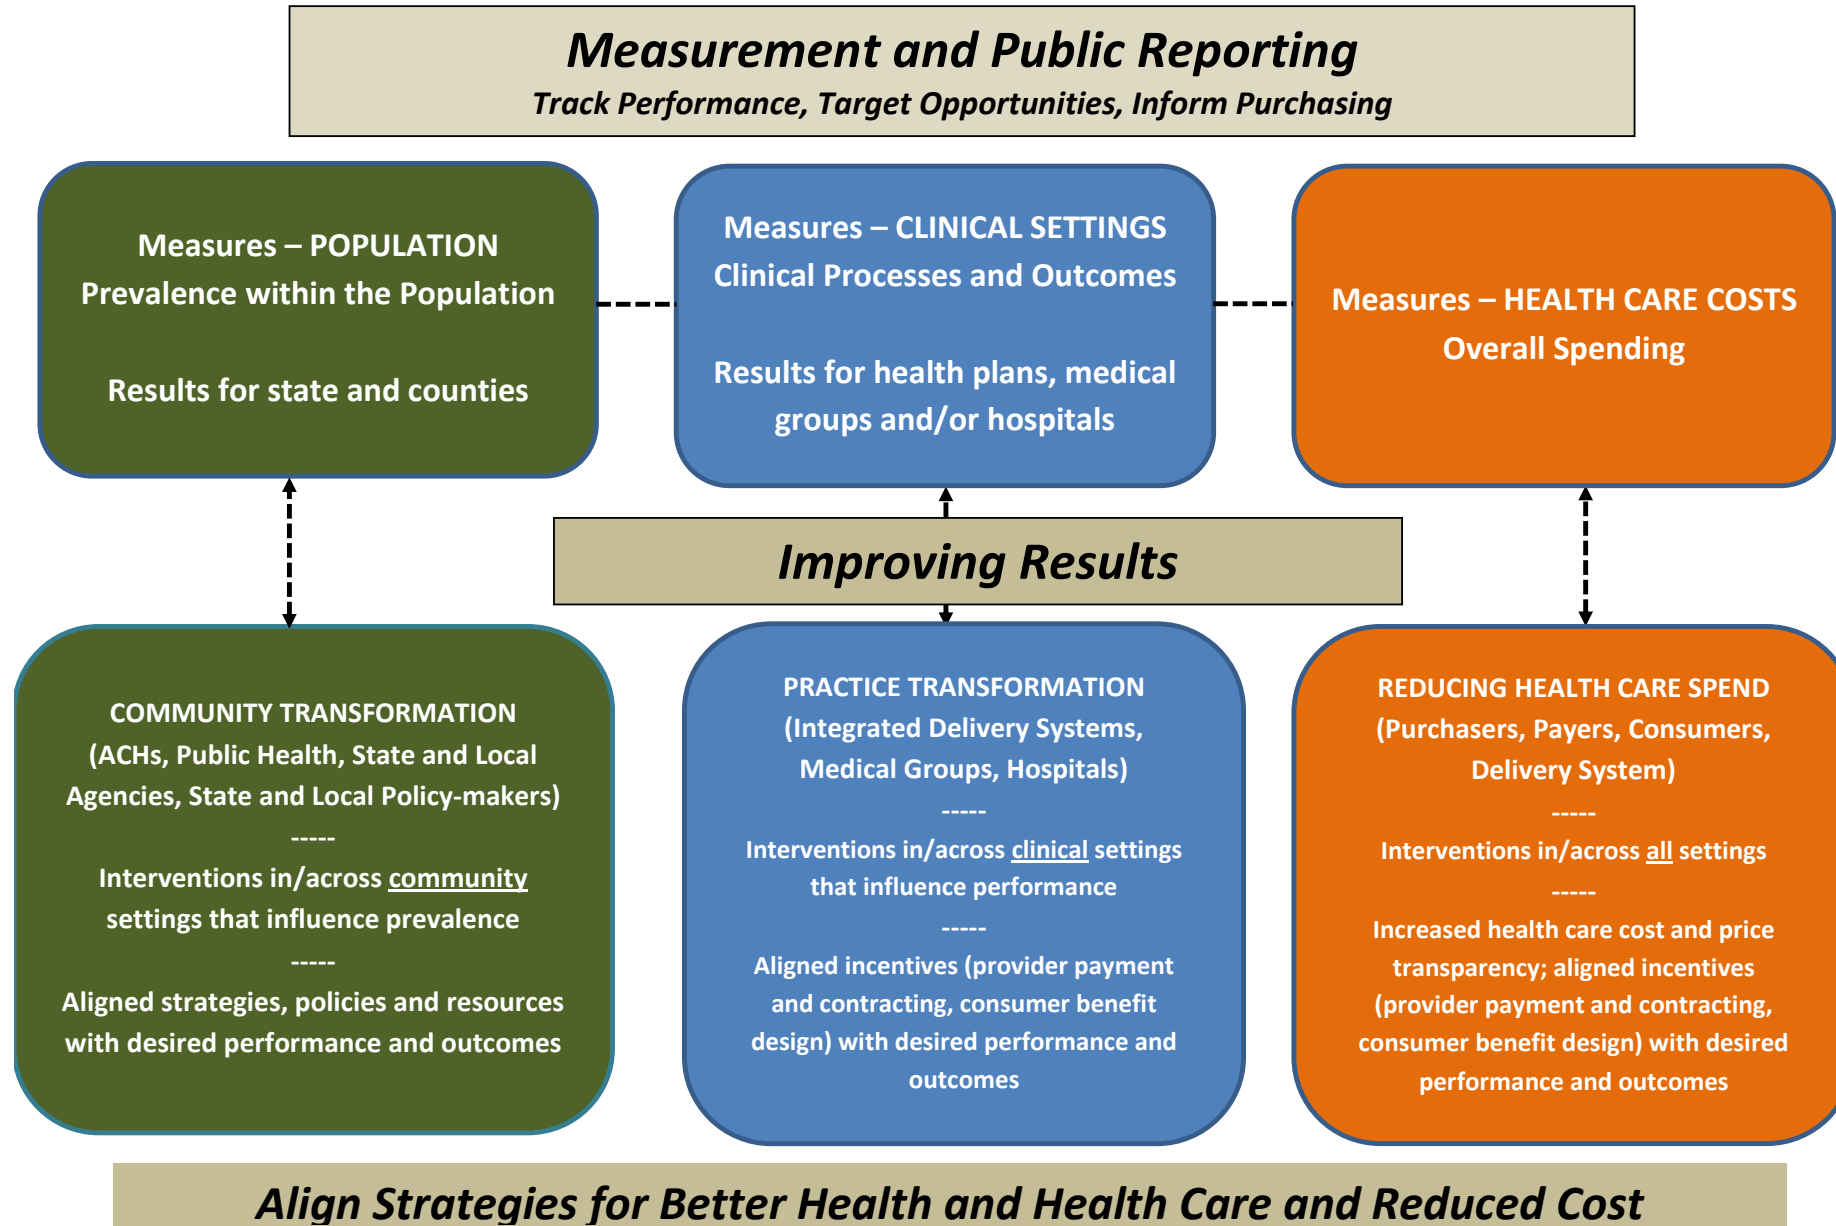 Measurement and Public Reporting
Track Performance, Target Opportunities, Inform Purchasing
Measures – POPULATION
Prevalence within the Population
Results for state and counties
Measures – CLINICAL SETTINGS
Clinical Processes and Outcomes
Results for health plans, medical
groups and/or hospitals
Measures – HEALTH CARE COSTS
Overall Spending
Improving Results
COMMUNITY TRANSFORMATION
(ACHs, Public Health, State and Local
Agencies, State and Local Policy-makers)
-----
Interventions in/across community
settings that influence prevalence
-----
Aligned strategies, policies and resources
with desired performance and outcomes
PRACTICE TRANSFORMATION
(Integrated Delivery Systems,
Medical Groups, Hospitals)
-----
Interventions in/across clinical settings
that influence performance
-----
Aligned incentives (provider payment
and contracting, consumer benefit
design) with desired performance and
outcomes
REDUCING HEALTH CARE SPEND
(Purchasers, Payers, Consumers,
Delivery System)
-----
Interventions in/across all settings
-----
Increased health care cost and price
transparency; aligned incentives
(provider payment and contracting,
consumer benefit design) with desired
performance and outcomes
Align Strategies for Better Health and Health Care and Reduced Cost